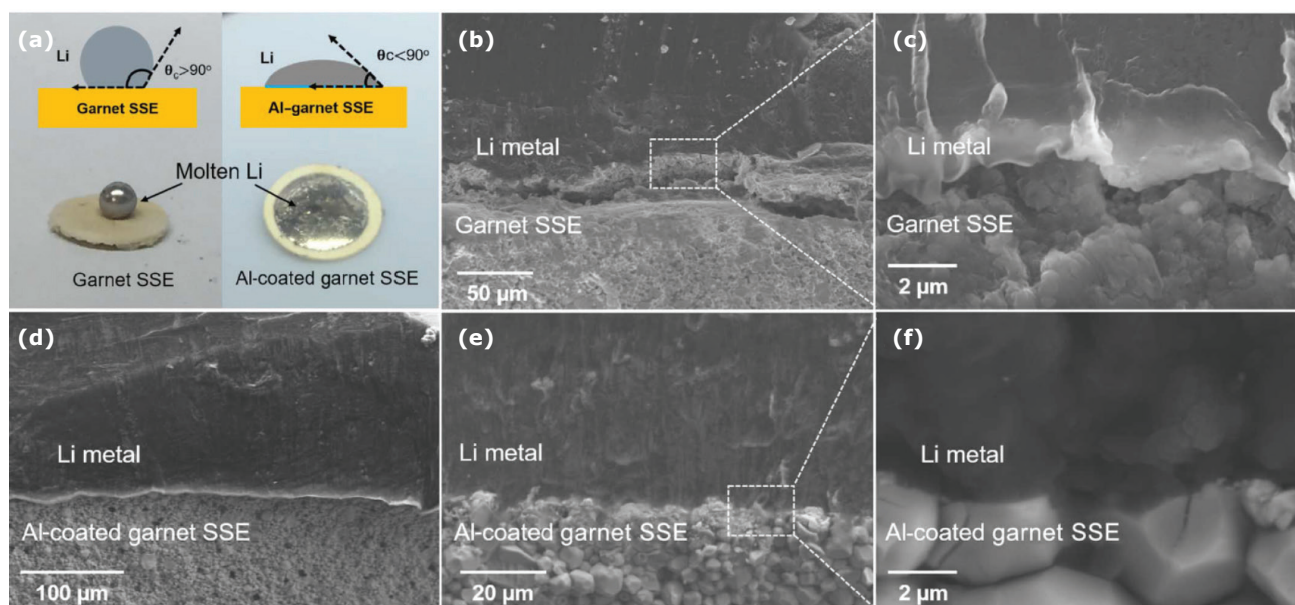 (a)
Li
θc>90°
Garnet SSE
Li
θc<90°
Al-garnet SSE
Molten Li
Garnet SSE
Al-coated garnet SSE
(b)
Li metal
Garnet SSE
50 µm
(c)
Li metal
Garnet SSE
2 µm
(d)
Li metal
Al-coated garnet SSE
100 µm
(e)
Li metal
Al-coated garnet SSE
20 µm
(f)
Li metal
Al-coated garnet SSE
2 µm